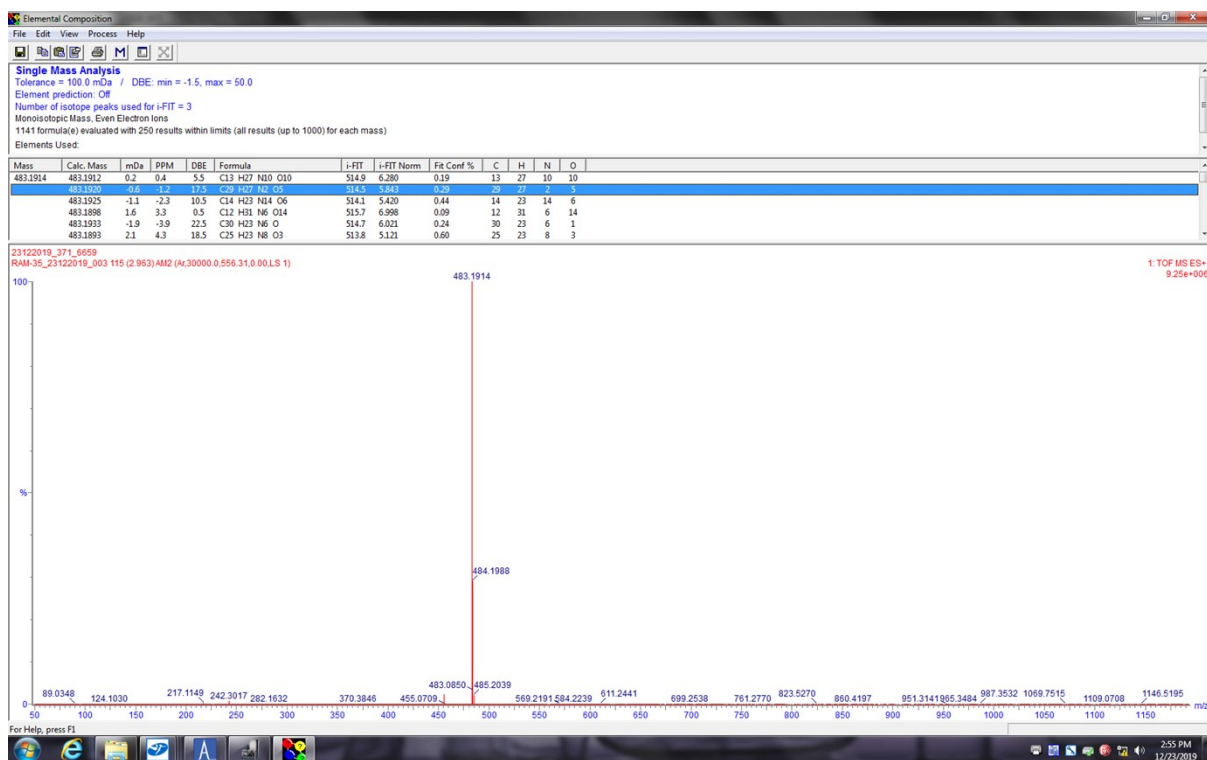 Elemental Composition
File Edit View Process Help
M
Single Mass Analysis
Tolerance = 100.0 mDa / DBE: min = -1.5, max = 50.0
Element prediction: Off
Number of isotope peaks used for i-FIT = 3
Monoisotopic Mass, Even Electron Ions
1141 formula(e) evaluated with 250 results within limits (all results (up to 1000) for each mass)
Elements Used:
Mass Calc. Mass mDa PPM DBE Formula i-FIT i-FIT Norm Fit Conf % C H N O
483.1914 483.1912 0.2 0.4 5.5 C13 H27 N10 O10 514.9 6.280 0.19 13 27 10 10
483.1920 -0.6 -1.2 17.5 C29 H27 N2 O5 514.5 5.843 0.29 29 27 2 5
483.1925 -1.1 -2.3 10.5 C14 H23 N14 O6 514.1 5.420 0.44 14 23 14 6
483.1898 1.6 3.3 0.5 C12 H31 N6 O14 515.7 6.998 0.09 12 31 6 14
483.1933 -1.9 -3.9 22.5 C30 H23 N6 O 514.7 6.021 0.24 30 23 6 1
483.1893 2.1 4.3 18.5 C25 H23 N8 O3 513.8 5.121 0.60 25 23 8 3
23122019_371_6659
RAM-35_23122019_003 115 (2.963) AM2 (Ar,30000.0,556.31,0.00,LS 1)
1: TOF MS ES+
9.25e+006
483.1914
100
%
484.1988
483.0850 485.2039
89.0348 124.1030 217.1149 242.3017 282.1632 370.3846 455.0709 569.2191 584.2239 611.2441 699.2538 761.2770 823.5270 860.4197 951.3141 965.3484 987.3532 1069.7515 1109.0708 1146.5195
0
m/z
50 100 150 200 250 300 350 400 450 500 550 600 650 700 750 800 850 900 950 1000 1050 1100 1150
For Help, press F1
2:55 PM
12/23/2019